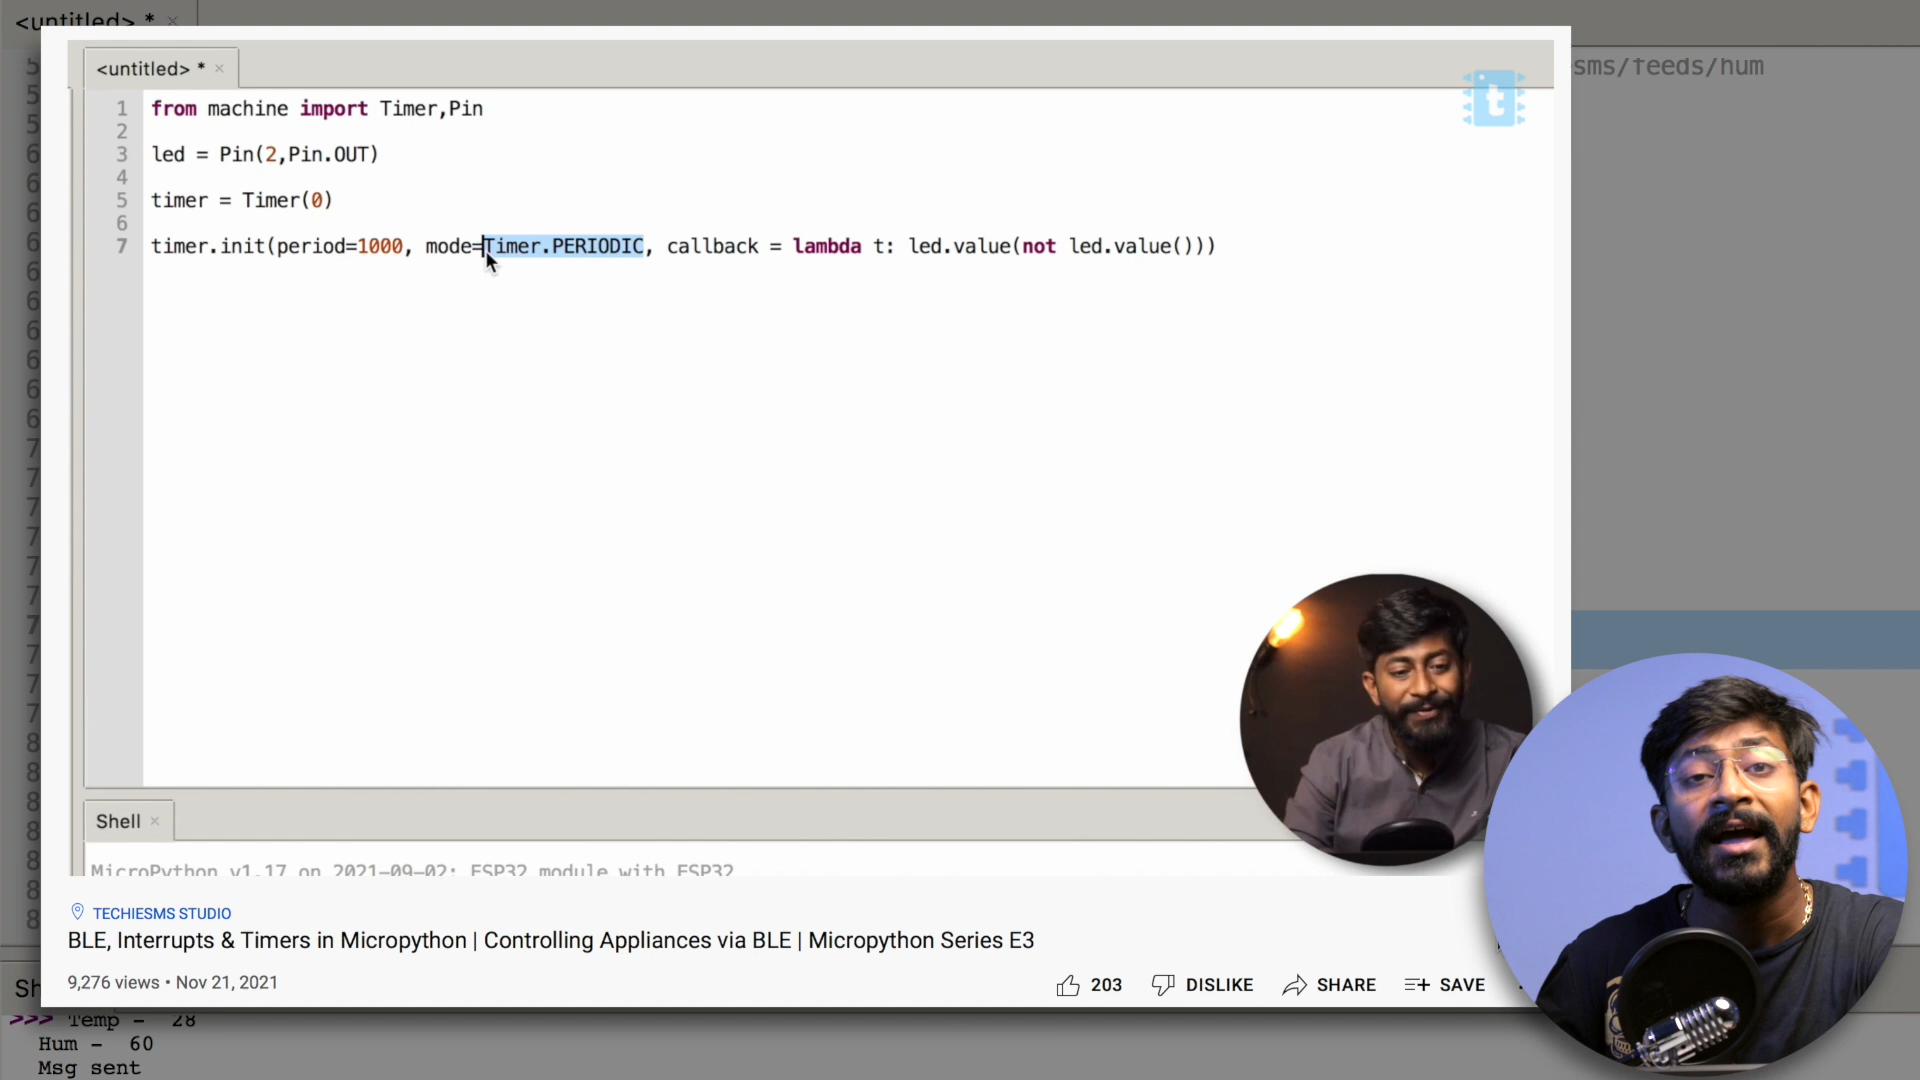 <untitled> * ×
sms/feeds/hum
<untitled> * ×
1 from machine import Timer,Pin
2
3 led = Pin(2,Pin.OUT)
4
5 timer = Timer(0)
6
7 timer.init(period=1000, mode=Timer.PERIODIC, callback = lambda t: led.value(not led.value()))
t
Shell ×
MicroPython v1.17 on 2021-09-02; ESP32 module with ESP32
TECHIESMS STUDIO
BLE, Interrupts & Timers in Micropython | Controlling Appliances via BLE | Micropython Series E3
9,276 views • Nov 21, 2021
203 DISLIKE SHARE SAVE
Sh
>>> Temp - 28
Hum - 60
Msg sent